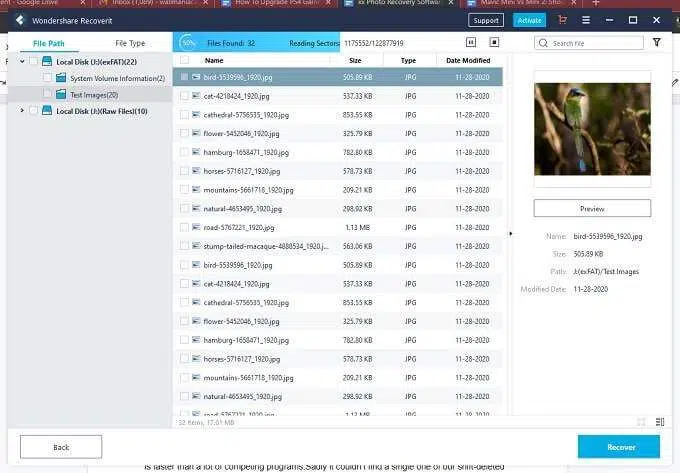 ent - Google Drive
Inbox (1,089) - waltmaniac
How To Upgrade PS4 Gami
xx Photo Recovery Softwar
Mavic Mini Vs Mini 2: Sho
Wondershare Recoverit
Support
Activate
File Path
File Type
50%
Files Found: 32
Reading Sectors: 1175552/122877919
Search file
Local Disk (J:)(exFAT)(22)
System Volume Information(2)
Test Images(20)
Local Disk (J:)(Raw Files)(10)
Name Size Type Date Modified
bird-5539596_1920.jpg 505.89 KB JPG 11-28-2020
cat-4218424_1920.jpg 537.33 KB JPG 11-28-2020
cathedral-5756535_1920.jpg 853.55 KB JPG 11-28-2020
flower-5452046_1920.jpg 325.79 KB JPG 11-28-2020
hamburg-1658471_1920.jpg 782.80 KB JPG 11-28-2020
horses-5716127_1920.jpg 578.73 KB JPG 11-28-2020
mountains-5661718_1920.jpg 209.21 KB JPG 11-28-2020
natural-4653495_1920.jpg 298.92 KB JPG 11-28-2020
road-5767221_1920.jpg 1.13 MB JPG 11-28-2020
stump-tailed-macaque-4888534_1920.j... 563.06 KB JPG 11-28-2020
bird-5539596_1920.jpg 505.89 KB JPG 11-28-2020
cat-4218424_1920.jpg 537.33 KB JPG 11-28-2020
cathedral-5756535_1920.jpg 853.55 KB JPG 11-28-2020
flower-5452046_1920.jpg 325.79 KB JPG 11-28-2020
hamburg-1658471_1920.jpg 782.80 KB JPG 11-28-2020
horses-5716127_1920.jpg 578.73 KB JPG 11-28-2020
mountains-5661718_1920.jpg 209.21 KB JPG 11-28-2020
natural-4653495_1920.jpg 298.92 KB JPG 11-28-2020
road-5767221_1920.jpg 1.13 MB JPG 11-28-2020
Preview
Name: bird-5539596_1920.jpg
Size: 505.89 KB
Path: J:(exFAT)/Test Images
Modified Date: 11-28-2020
32 items, 17.01 MB
Back
Recover
is faster than a lot of competing programs.Sadly it couldn't find a single one of our shift-deleted